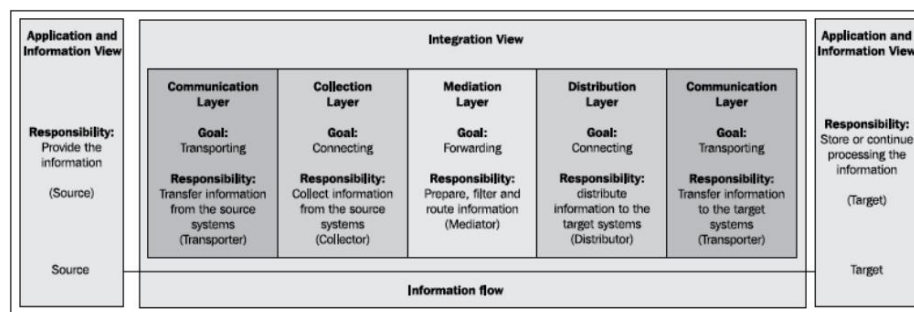 Application and
Information View
Responsibility:
Provide the
information
(Source)
Source
Integration View
Communication
Layer
Goal:
Transporting
Responsibility:
Transfer information
from the source
systems
(Transporter)
Collection
Layer
Goal:
Connecting
Responsibility:
Collect information
from the source
systems
(Collector)
Mediation
Layer
Goal:
Forwarding
Responsibility:
Prepare, filter and
route information
(Mediator)
Distribution
Layer
Goal:
Connecting
Responsibility:
distribute
information to the
target systems
(Distributor)
Communication
Layer
Goal:
Transporting
Responsibility:
Transfer information
to the target
systems
(Transporter)
Information flow
Application and
Information View
Responsibility:
Store or continue
processing the
information
(Target)
Target